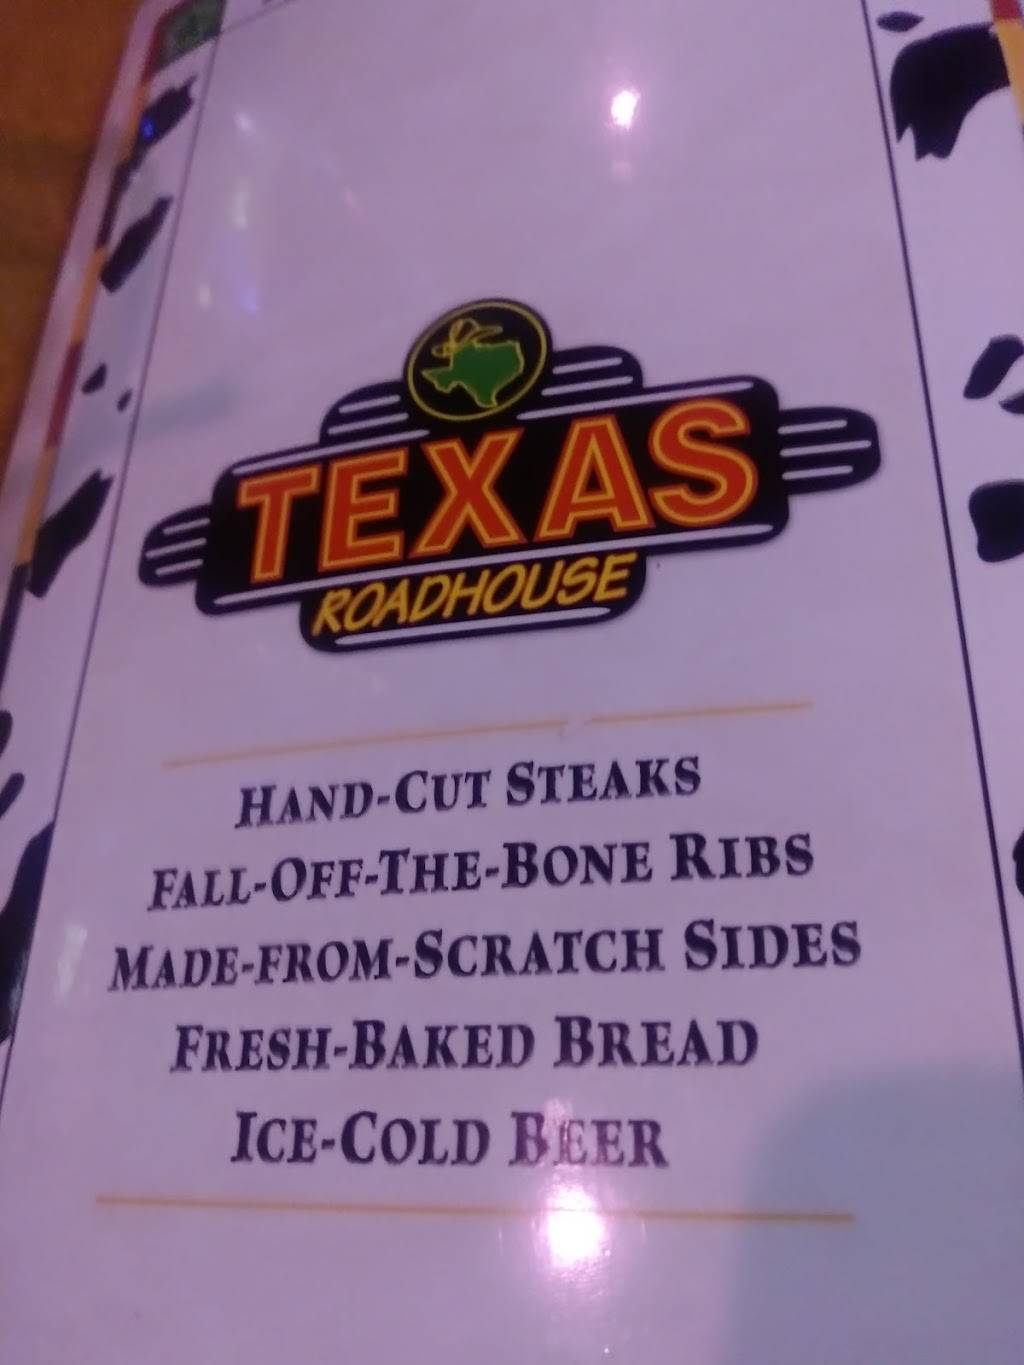 TEXAS
ROADHOUSE
HAND-CUT STEAKS
FALL-OFF-THE-BONE RIBS
MADE-FROM-SCRATCH SIDES
FRESH-BAKED BREAD
ICE-COLD BEER